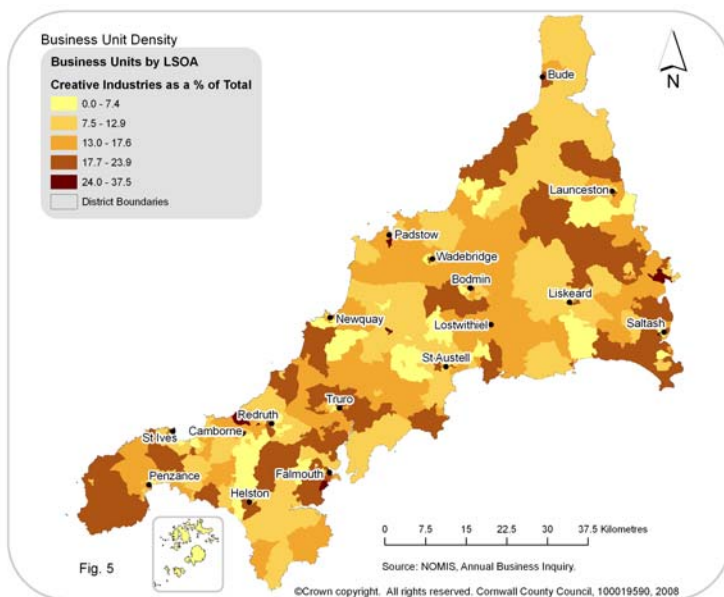 Business Unit Density
Business Units by LSOA
Creative Industries as a % of Total
0.0 - 7.4
7.5 - 12.9
13.0 - 17.6
17.7 - 23.9
24.0 - 37.5
District Boundaries
N
Bude
Launceston
Padstow
Wadebridge
Bodmin
Liskeard
Newquay
Lostwithiel
Saltash
St Austell
Truro
Redruth
St Ives
Camborne
Penzance
Falmouth
Helston
0 7.5 15 22.5 30 37.5 Kilometres
Fig. 5
Source: NOMIS, Annual Business Inquiry.
©Crown copyright. All rights reserved. Cornwall County Council, 100019590, 2008